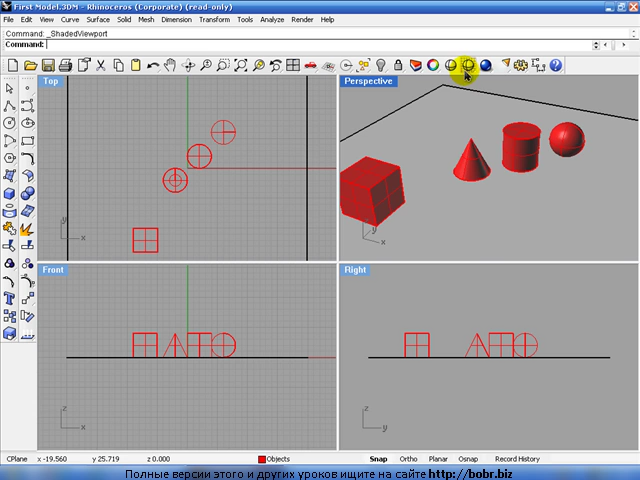 First Model.3DM - Rhinoceros (Corporate) (read-only)
File Edit View Curve Surface Solid Mesh Dimension Transform Tools Analyze Render Help
Command: _ShadedViewport
Command:
Top
Perspective
y
x
y
x
Front
Right
z
x
z
y
CPlane x -19.560 y 25.719 z 0.000 Objects Snap Ortho Planar Osnap Record History
Полные версии этого и других уроков ищите на сайте http://bobr.biz